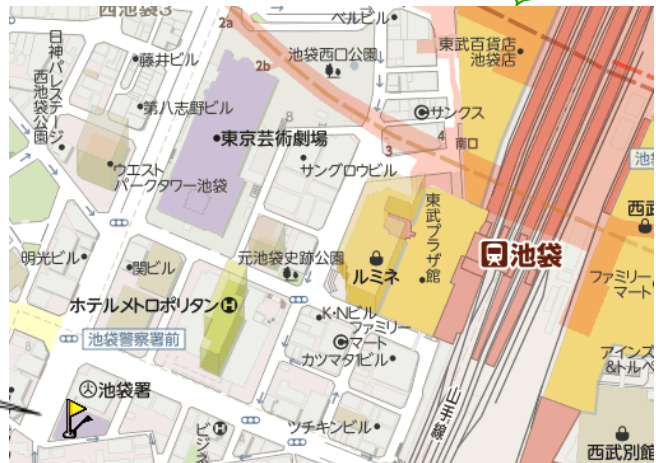 西池袋3
2a
ベルビル
日神パレステージ
西池袋公園
藤井ビル
2b
池袋西口公園
東武百貨店
池袋店
第八志野ビル
8
サンクス
東京芸術劇場
3
4
南口
サングロウビル
ウエスト
パークタワー池袋
東武プラザ館
西武
明光ビル
関ビル
元池袋史跡公園
ルミネ
池袋
ファミリー
マート
ホテルメトロポリタン
K・Nビル
ファミリー
マート
8
池袋警察署前
カツマタ1ビル
アインズ
&トルペ
池袋署
山手線
ツチキンビル
西武別館